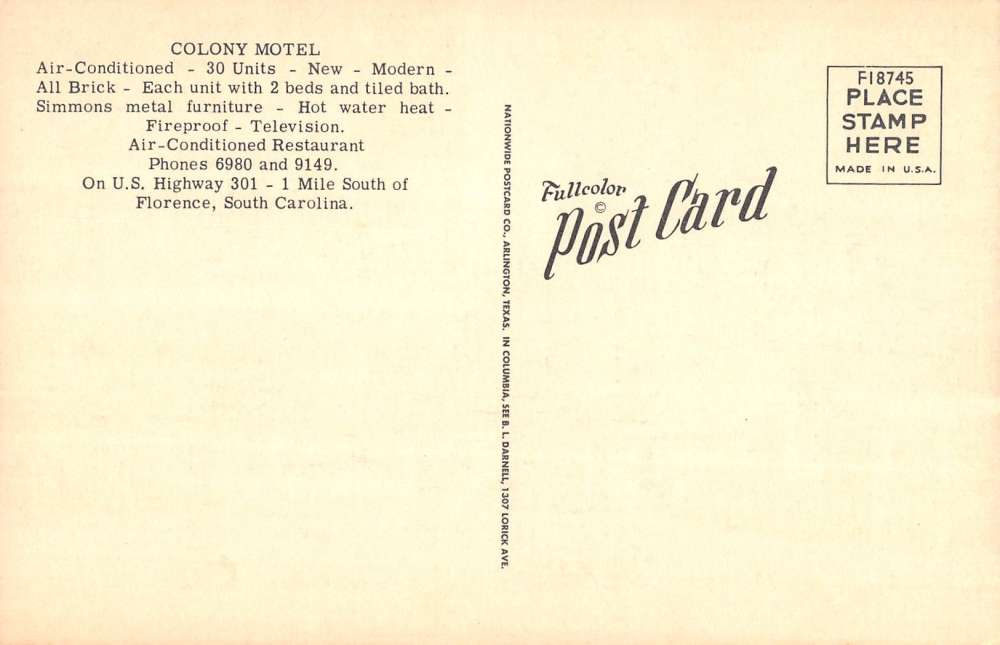 COLONY MOTEL
Air-Conditioned - 30 Units - New - Modern -
All Brick - Each unit with 2 beds and tiled bath.
Simmons metal furniture - Hot water heat -
Fireproof - Television.
Air-Conditioned Restaurant
Phones 6980 and 9149.
On U.S. Highway 301 - 1 Mile South of
Florence, South Carolina.
NATIONWIDE POSTCARD CO., ARLINGTON, TEXAS. IN COLUMBIA, SEE B. L. DARNELL, 1307 LORICK AVE.
Fullcolor
©
Post Card
F18745
PLACE
STAMP
HERE
MADE IN U.S.A.